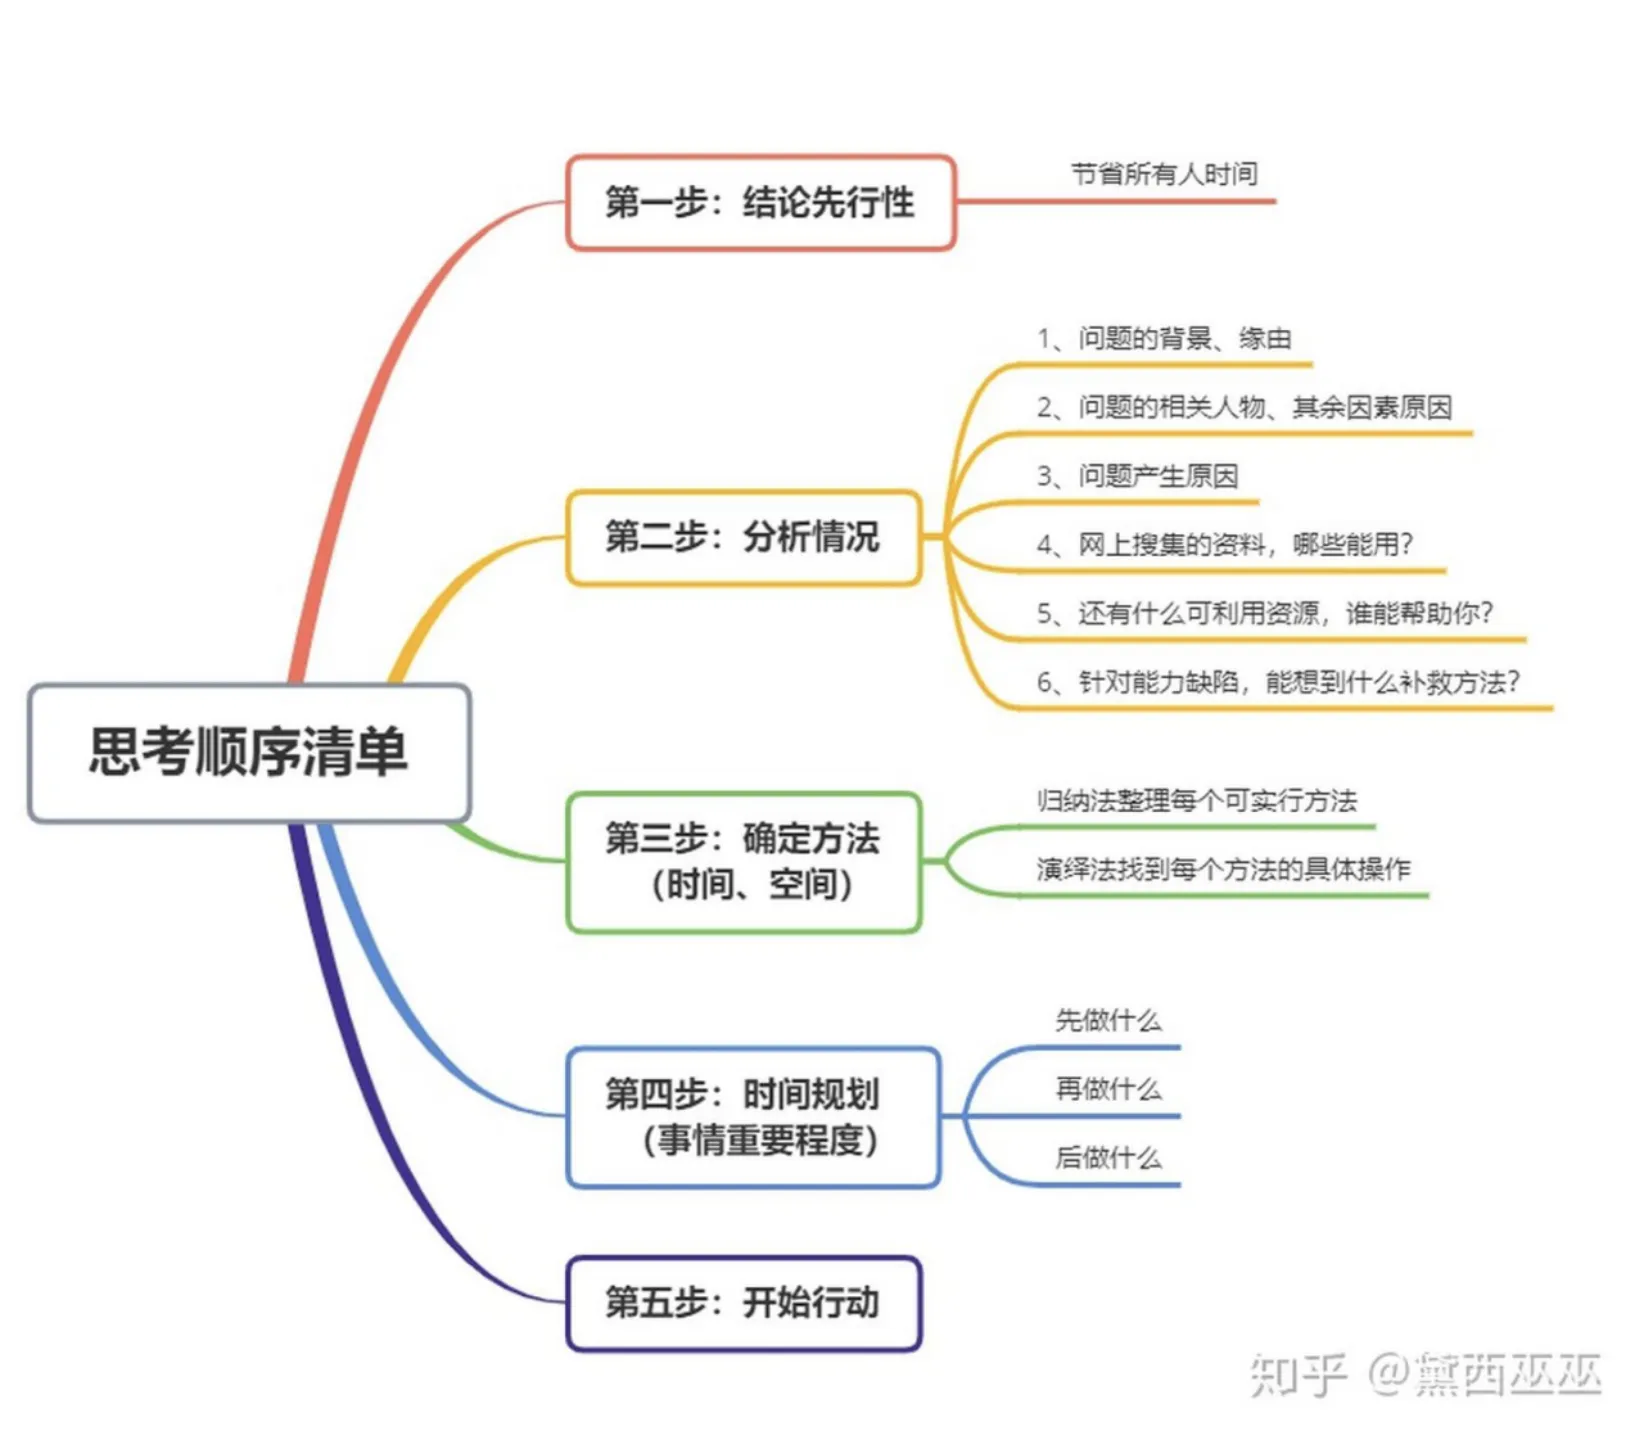 思考顺序清单
第一步：结论先行性
节省所有人时间
第二步：分析情况
1、问题的背景、缘由
2、问题的相关人物、其余因素原因
3、问题产生原因
4、网上搜集的资料，哪些能用？
5、还有什么可利用资源，谁能帮助你？
6、针对能力缺陷，能想到什么补救方法？
第三步：确定方法
（时间、空间）
归纳法整理每个可实行方法
演绎法找到每个方法的具体操作
第四步：时间规划
（事情重要程度）
先做什么
再做什么
后做什么
第五步：开始行动
知乎 @黛西巫巫